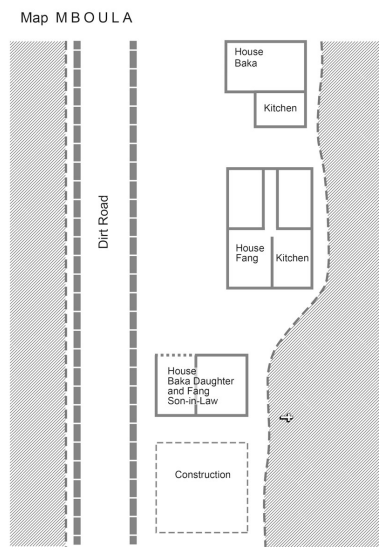 Map MBOULA
House
Baka
Kitchen
Dirt Road
House
Fang
Kitchen
House
Baka Daughter
and Fang
Son-in-Law
Construction